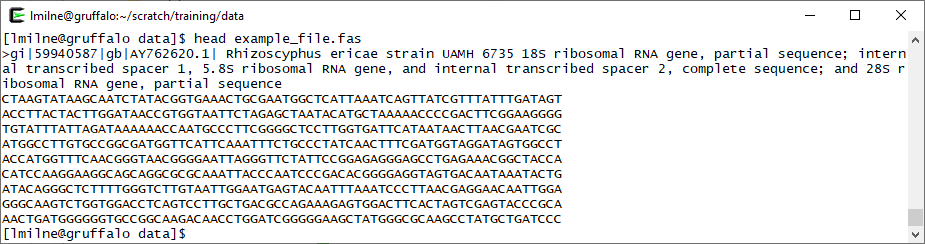 lmilne@gruffalo:~/scratch/training/data
[lmilne@gruffalo data]$ head example_file.fas
>gi|59940587|gb|AY762620.1| Rhizoscyphus ericae strain UAMH 6735 18S ribosomal RNA gene, partial sequence; intern
al transcribed spacer 1, 5.8S ribosomal RNA gene, and internal transcribed spacer 2, complete sequence; and 28S r
ibosomal RNA gene, partial sequence
CTAAGTATAAGCAATCTATACGGTGAAACTGCGAATGGCTCATTAAATCAGTTATCGTTTATTTGATAGT
ACCTTACTACTTGGATAACCGTGGTAATTCTAGAGCTAATACATGCTAAAAACCCCGACTTCGGAAGGGG
TGTATTTATTAGATAAAAAACCAATGCCCTTCGGGGCTCCTTGGTGATTCATAATAACTTAACGAATCGC
ATGGCCTTGTGCCGGCGATGGTTCATTCAAATTTCTGCCCTATCAACTTTCGATGGTAGGATAGTGGCCT
ACCATGGTTTCAACGGGTAACGGGGAATTAGGGTTCTATTCCGGAGAGGGAGCCTGAGAAACGGCTACCA
CATCCAAGGAAGGCAGCAGGCGCGCAAATTACCCAATCCCGACACGGGGAGGTAGTGACAATAAATACTG
ATACAGGGCTCTTTTGGGTCTTGTAATTGGAATGAGTACAATTTAAATCCCTTAACGAGGAACAATTGGA
GGGCAAGTCTGGTGGACCTCAGTCCTTGCTGACGCCAGAAAGAGTGGACTTCACTAGTCGAGTACCCGCA
AACTGATGGGGGGTGCCGGCAAGACAACCTGGATCGGGGGAAGCTATGGGCGCAAGCCTATGCTGATCCC
[lmilne@gruffalo data]$